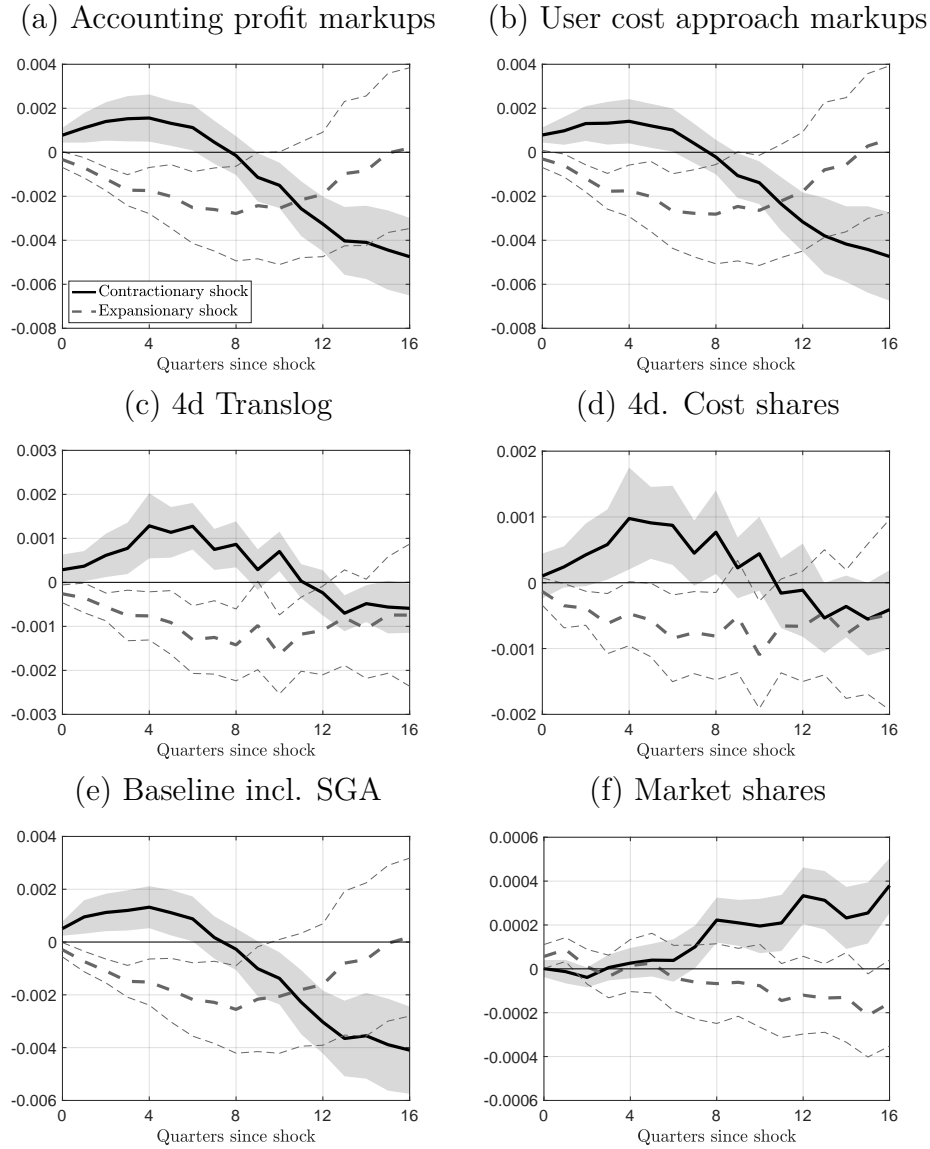 (a) Accounting profit markups
0.004
0.002
0
-0.002
-0.004
-0.006
-0.008
Contractionary shock
Expansionary shock
0 4 8 12 16
Quarters since shock
(b) User cost approach markups
0.004
0.002
0
-0.002
-0.004
-0.006
-0.008
0 4 8 12 16
Quarters since shock
(c) 4d Translog
0.003
0.002
0.001
0
-0.001
-0.002
-0.003
0 4 8 12 16
Quarters since shock
(d) 4d. Cost shares
0.002
0.001
0
-0.001
-0.002
0 4 8 12 16
Quarters since shock
(e) Baseline incl. SGA
0.004
0.002
0
-0.002
-0.004
-0.006
0 4 8 12 16
Quarters since shock
(f) Market shares
0.0006
0.0004
0.0002
0
-0.0002
-0.0004
-0.0006
0 4 8 12 16
Quarters since shock